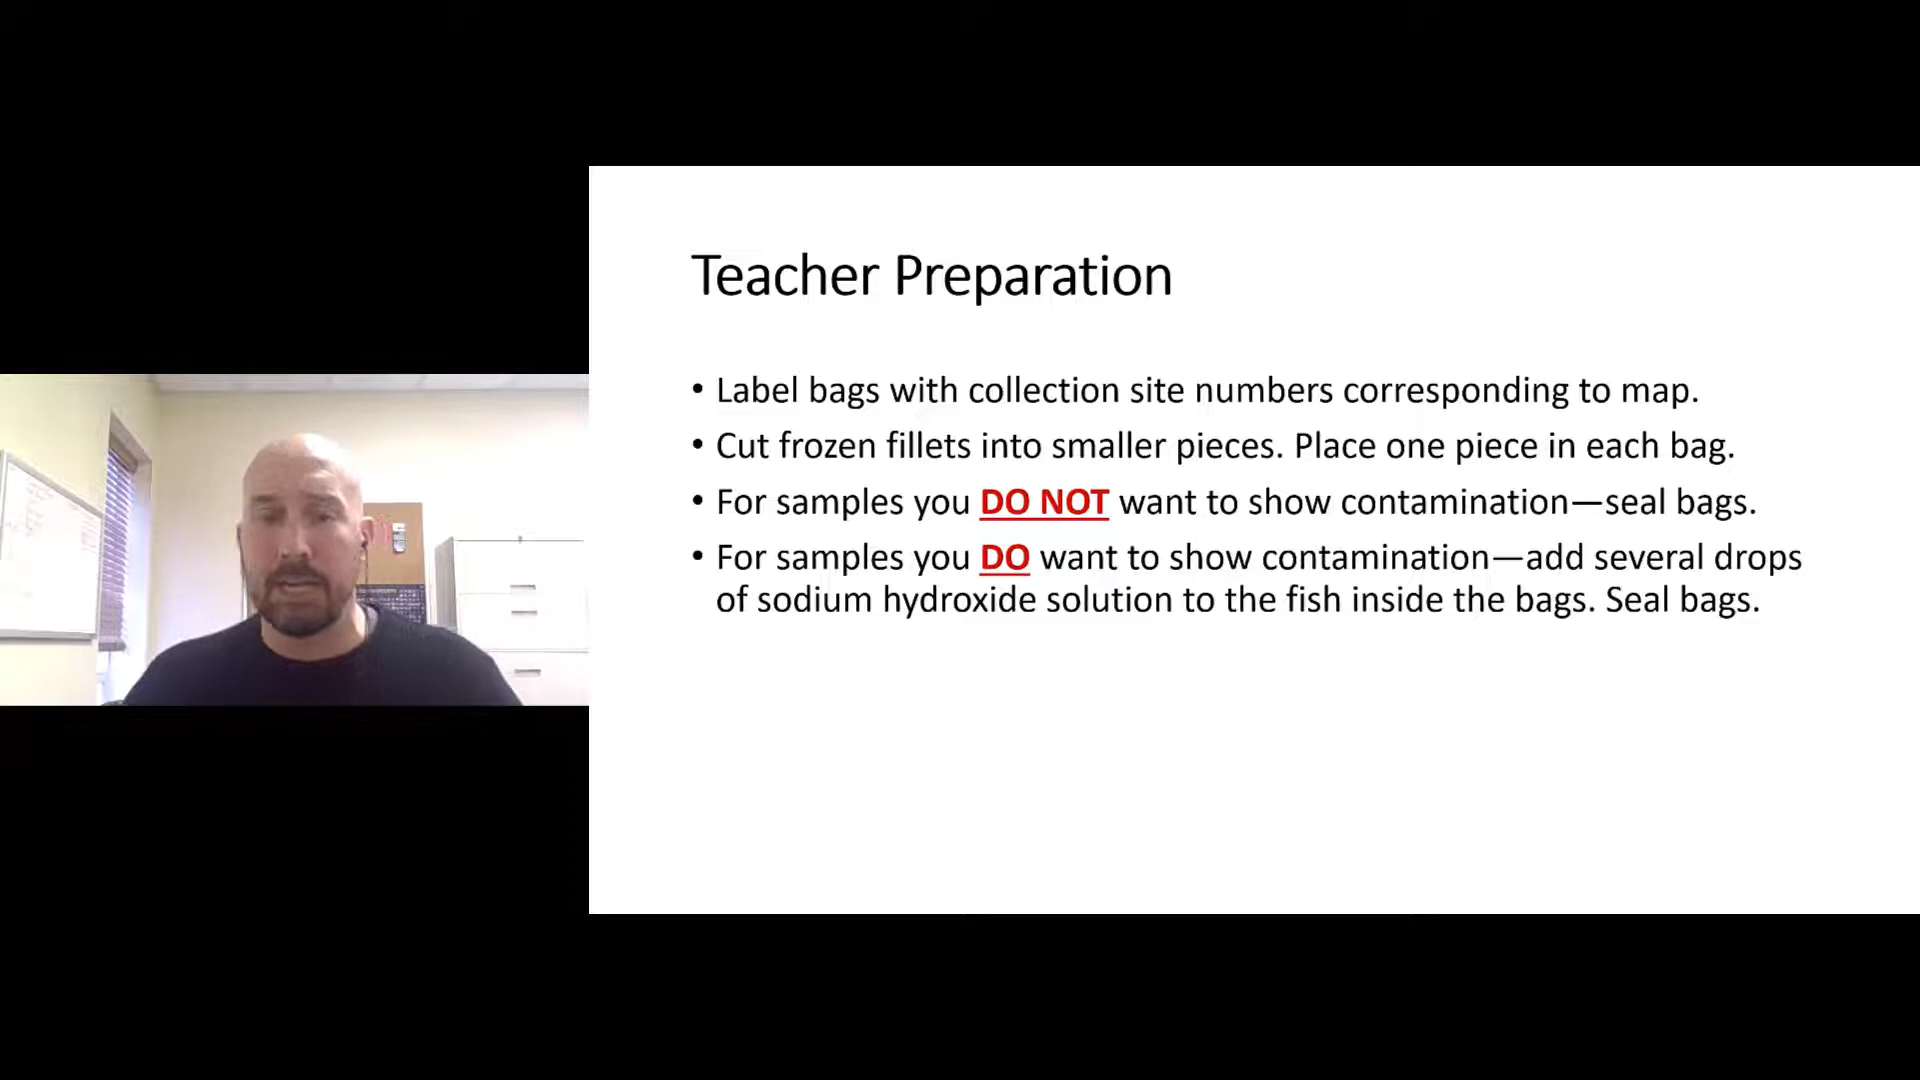 Teacher Preparation
• Label bags with collection site numbers corresponding to map.
• Cut frozen fillets into smaller pieces. Place one piece in each bag.
• For samples you DO NOT want to show contamination—seal bags.
• For samples you DO want to show contamination—add several drops
of sodium hydroxide solution to the fish inside the bags. Seal bags.